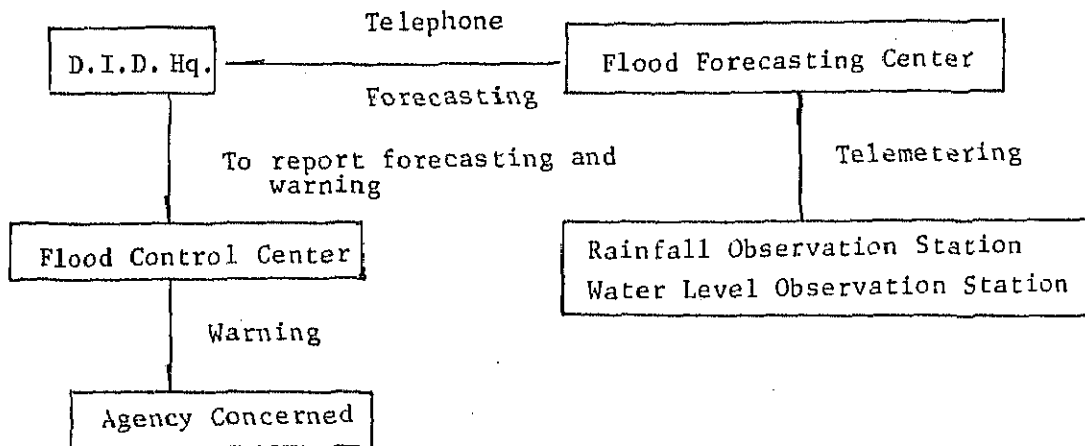 Telephone
D.I.D. Hq.
Flood Forecasting Center
Forecasting
To report forecasting and
warning
Telemetering
Flood Control Center
Rainfall Observation Station
Water Level Observation Station
Warning
Agency Concerned